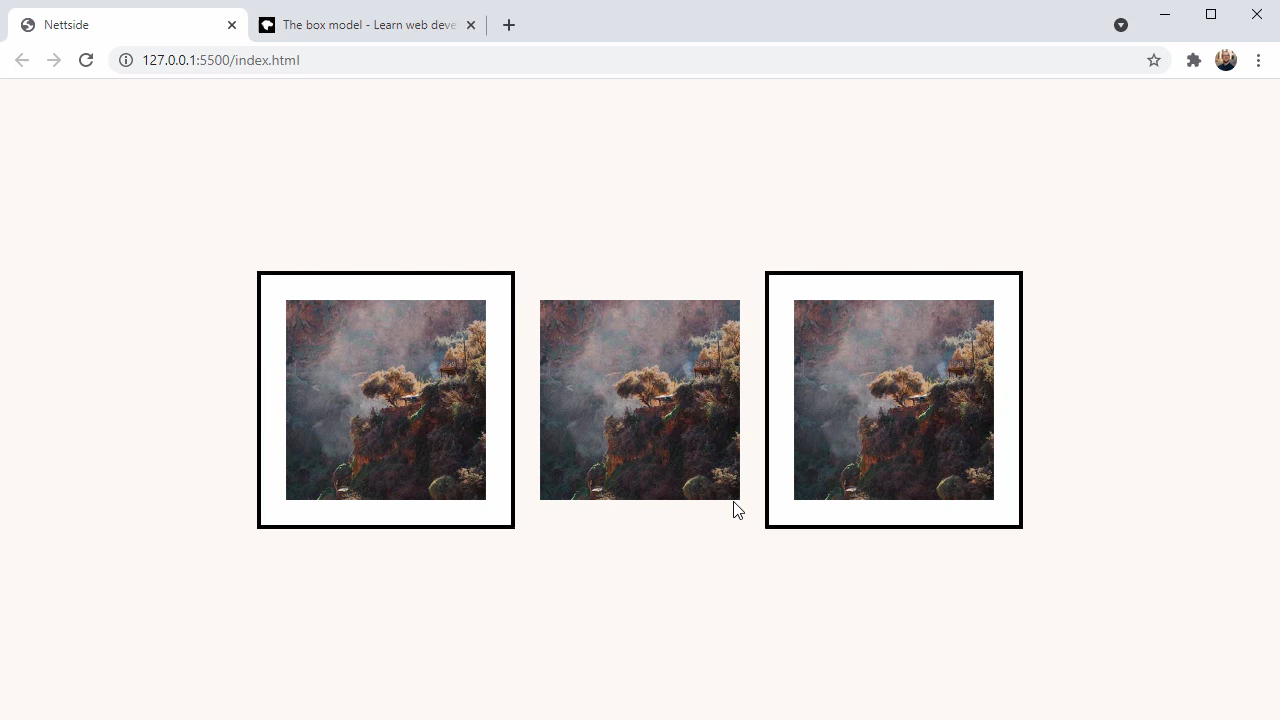 Nettside
The box model - Learn web deve
127.0.0.1:5500/index.html